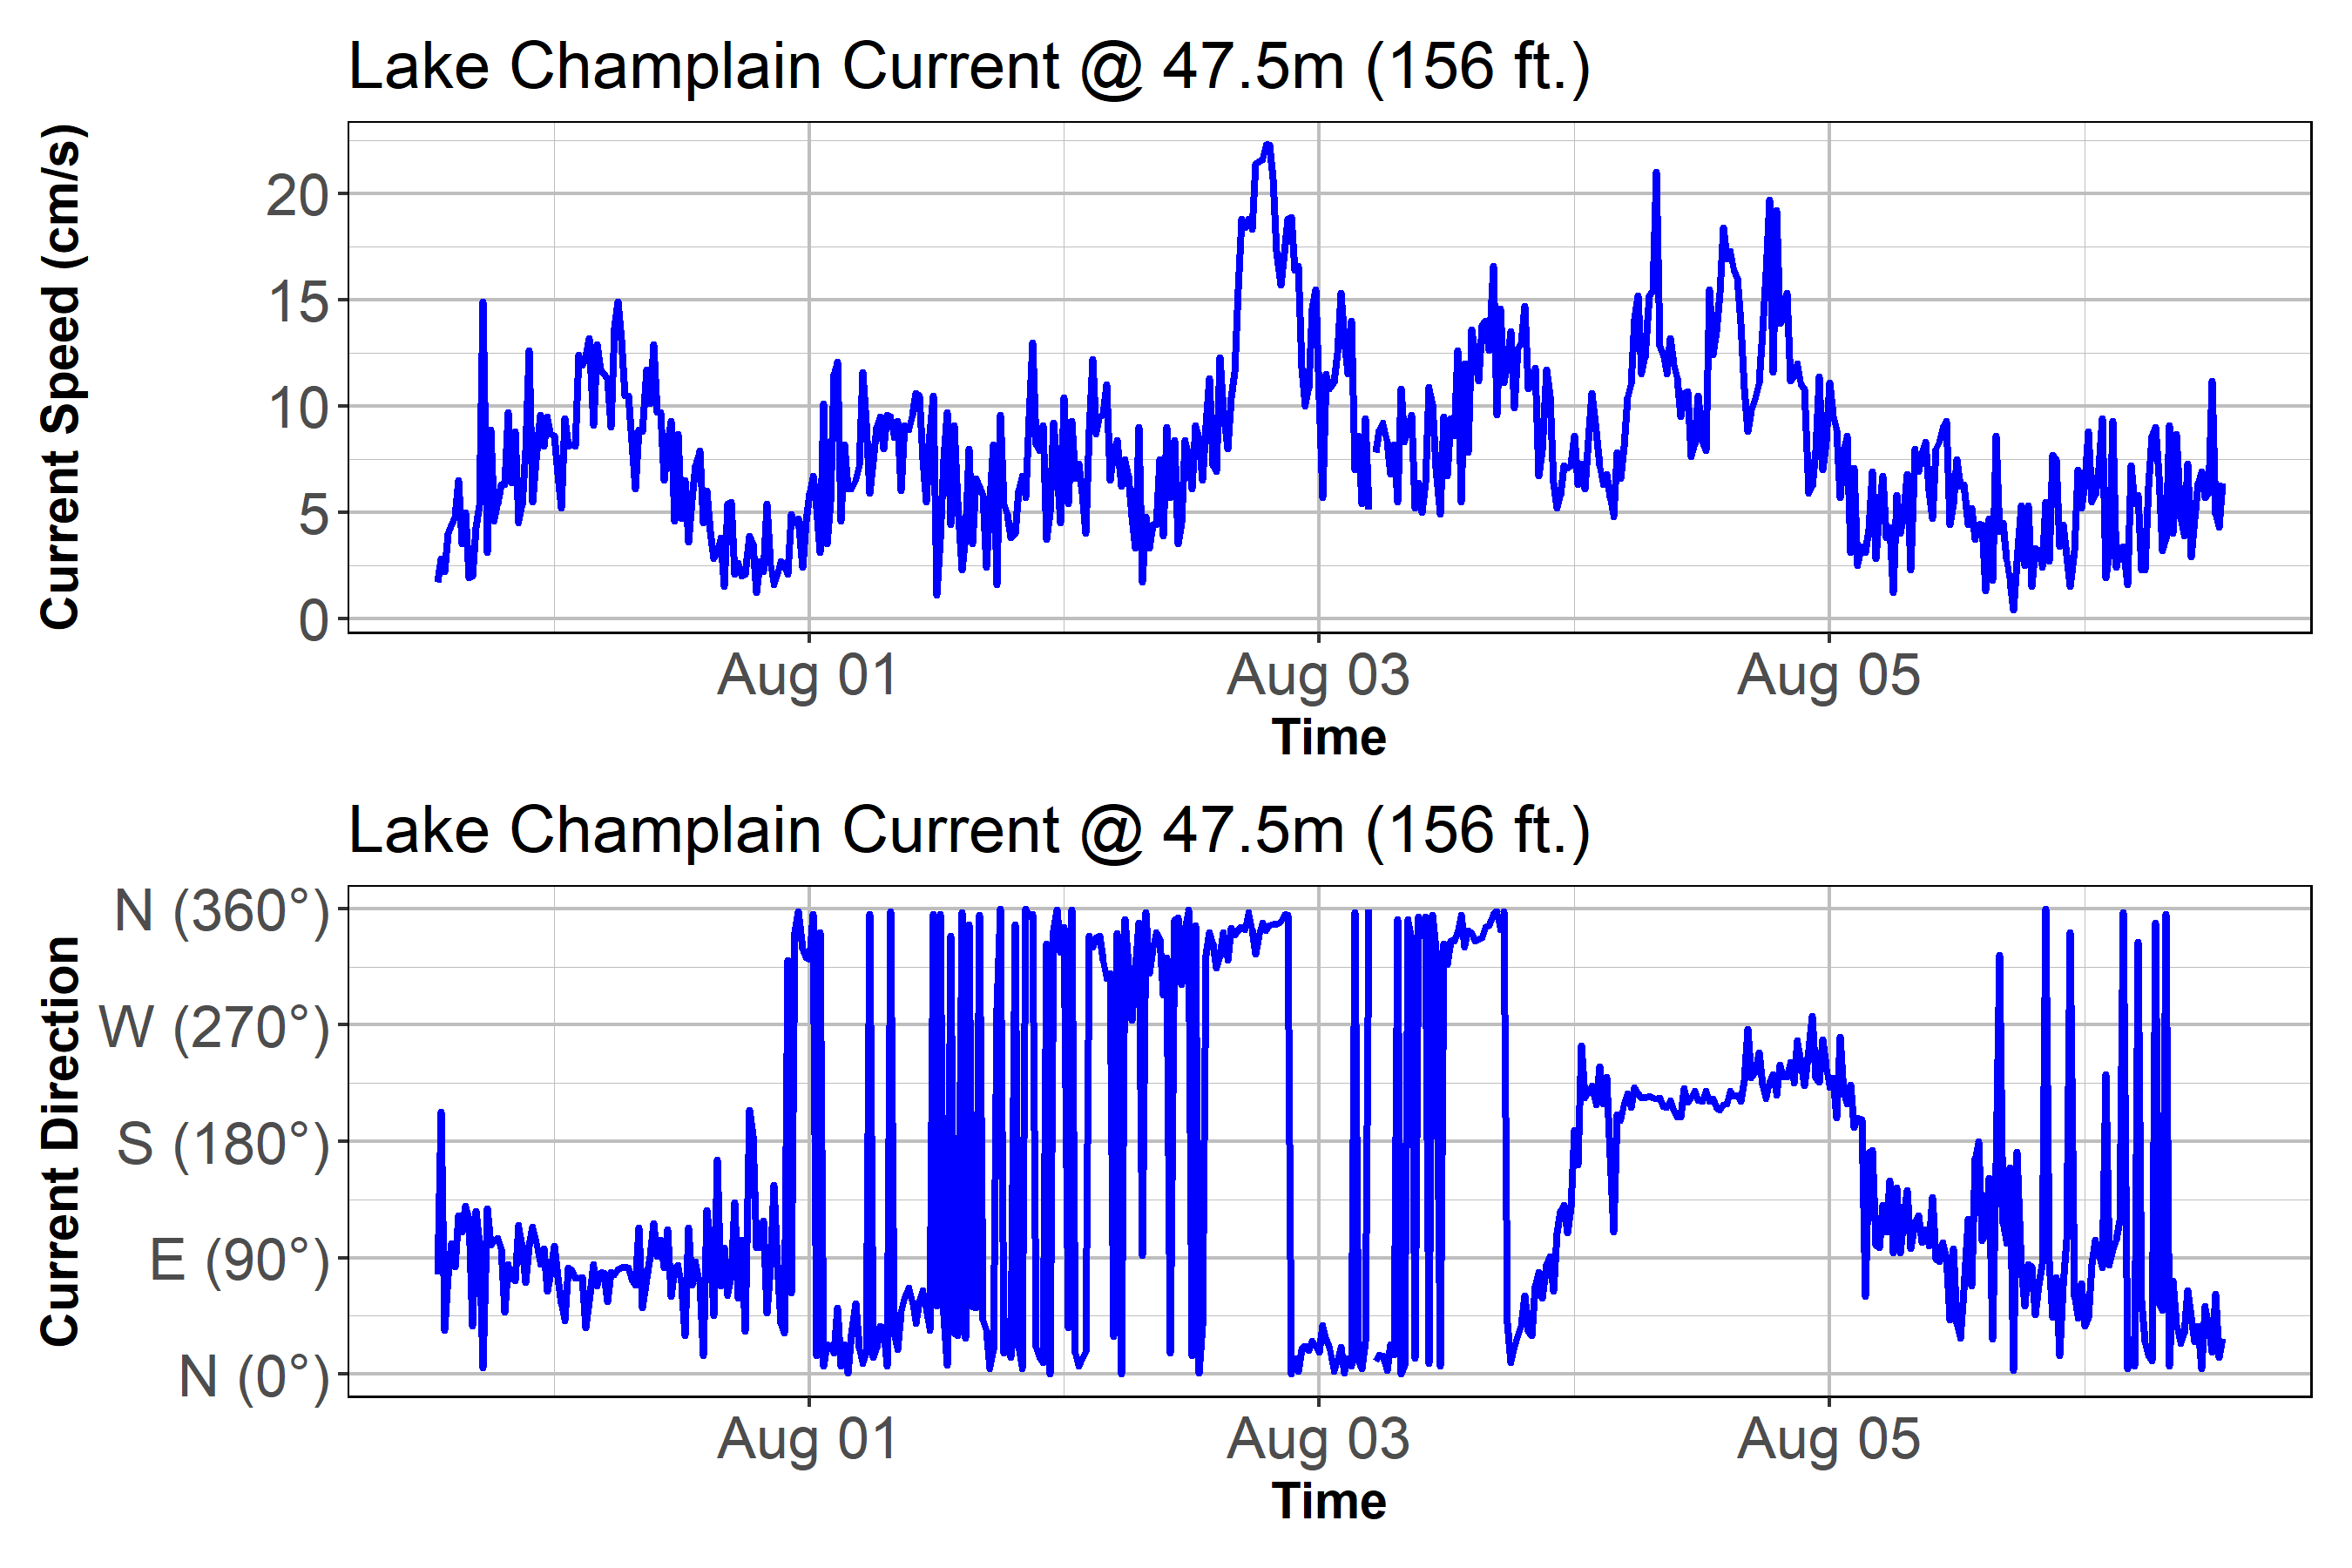 Lake Champlain Current @ 47.5m (156 ft.)
Current Speed (cm/s)
20
15
10
5
0
Aug 01
Aug 03
Aug 05
Time
Lake Champlain Current @ 47.5m (156 ft.)
Current Direction
N (360°)
W (270°)
S (180°)
E (90°)
N (0°)
Aug 01
Aug 03
Aug 05
Time